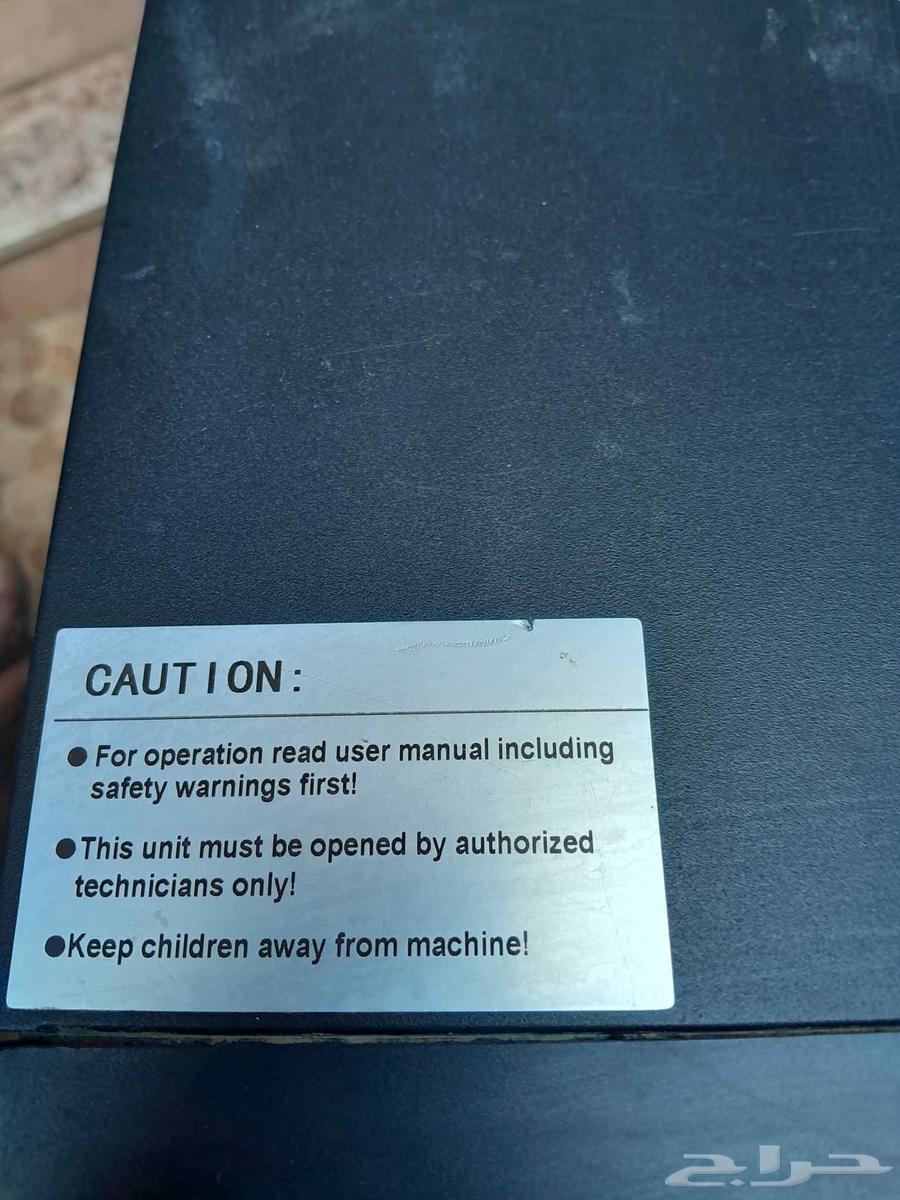 CAUTION:
● For operation read user manual including
safety warnings first!
● This unit must be opened by authorized
technicians only!
● Keep children away from machine!
حراج